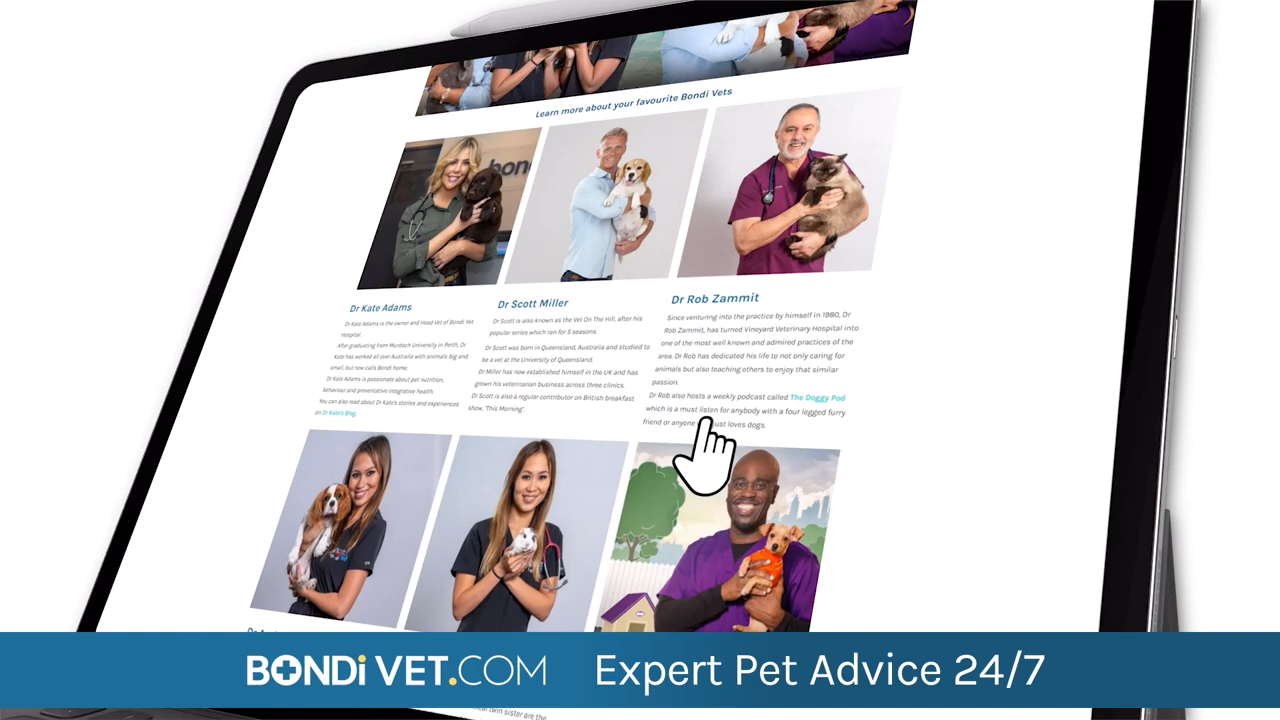 Learn more about your favourite Bondi Vets
bon
Dr Kate Adams
Dr Kate Adams is the owner and Head Vet of Bondi Vet
Hospital.
After graduating from Murdoch University in Perth, Dr
Kate has worked all over Australia with animals big and
small, but now calls Bondi home.
Dr Kate Adams is passionate about pet nutrition,
behaviour and preventative integrative health.
You can also read about Dr Kate's stories and experiences
on Dr Kate's Blog.
Dr Scott Miller
Dr Scott is also known as the Vet On The Hill, after his
popular series which ran for 5 seasons.
Dr Scott was born in Queensland, Australia and studied to
be a vet at the University of Queensland.
Dr Miller has now established himself in the UK and has
grown his veterinarian business across three clinics.
Dr Scott is also a regular contributor on British breakfast
show, 'This Morning'.
Dr Rob Zammit
Since venturing into the practice by himself in 1980, Dr
Rob Zammit, has turned Vineyard Veterinary Hospital into
one of the most well known and admired practices of the
area. Dr Rob has dedicated his life to not only caring for
animals but also teaching others to enjoy that similar
passion.
Dr Rob also hosts a weekly podcast called The Doggy Pod
which is a must listen for anybody with a four legged furry
friend or anyone just loves dogs.
BONDi VET.COM Expert Pet Advice 24/7
twin sister are the